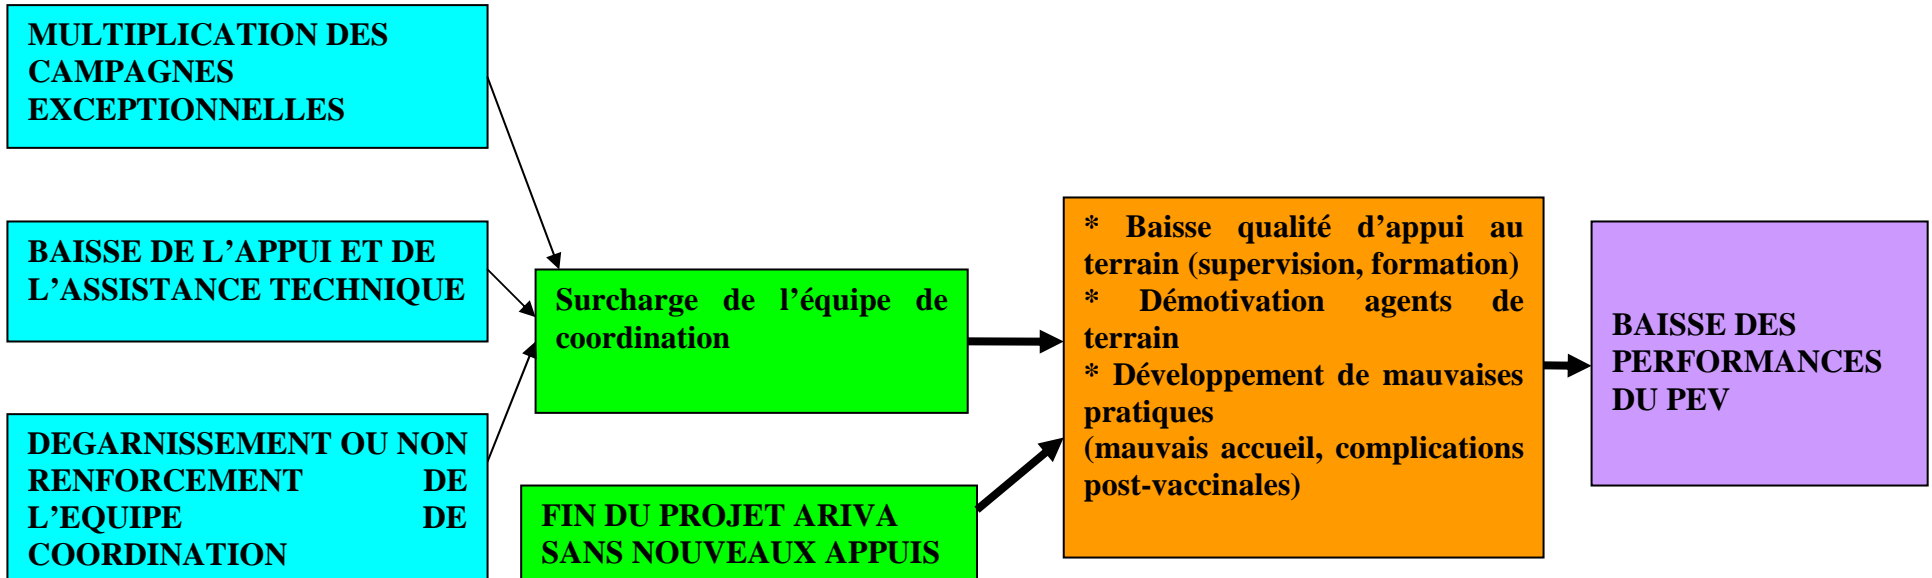 MULTIPLICATION DES
CAMPAGNES
EXCEPTIONNELLES
BAISSE DE L’APPUI ET DE
L’ASSISTANCE TECHNIQUE
DEGARNISSEMENT OU NON
RENFORCEMENT DE
L’EQUIPE DE
COORDINATION
Surcharge de l’équipe de
coordination
FIN DU PROJET ARIVA
SANS NOUVEAUX APPUIS
* Baisse qualité d’appui au
terrain (supervision, formation)
* Démotivation agents de
terrain
* Développement de mauvaises
pratiques
(mauvais accueil, complications
post-vaccinales)
BAISSE DES
PERFORMANCES
DU PEV